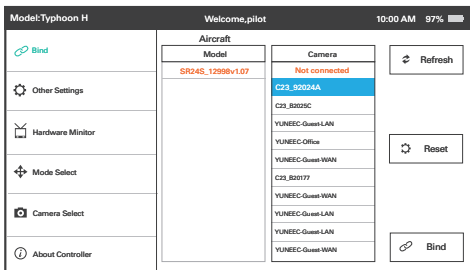 Model:Typhoon H Welcome,pilot 10:00 AM 97%
Bind
Other Settings
Hardware Minitor
Mode Select
Camera Select
About Controller
Aircraft
Model
SR24S_12998v1.07
Camera
Not connected
C23_92024A
C23_B2025C
YUNEEC-Guest-LAN
YUNEEC-Office
YUNEEC-Guest-WAN
C23_B20177
YUNEEC-Guest-WAN
YUNEEC-Guest-LAN
YUNEEC-Guest-LAN
YUNEEC-Guest-WAN
Refresh
Reset
Bind